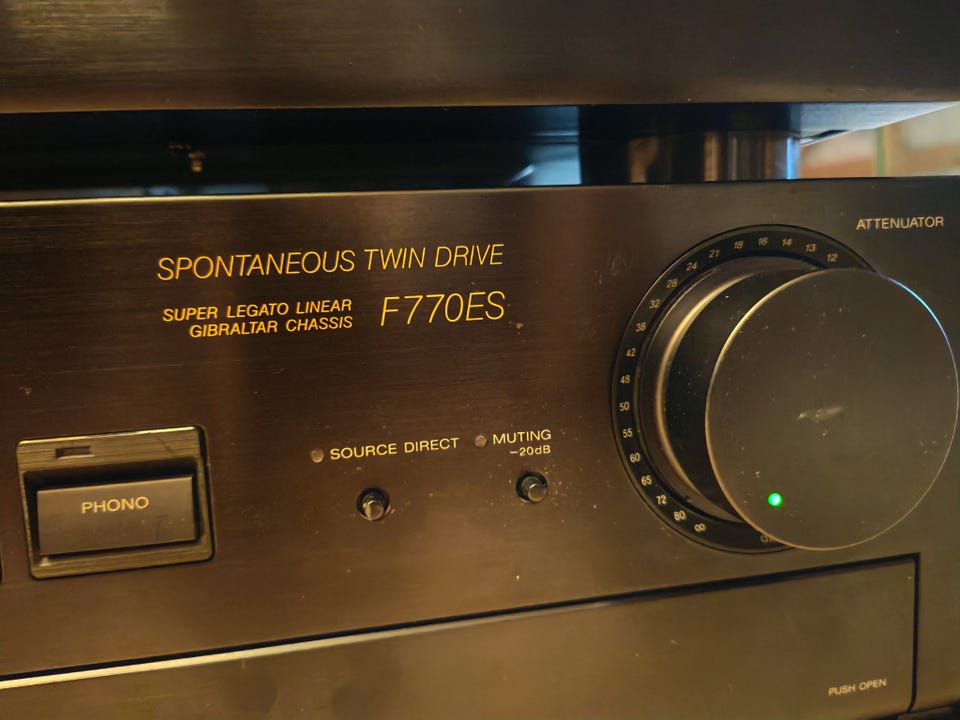 SPONTANEOUS TWIN DRIVE
SUPER LEGATO LINEAR
GIBRALTAR CHASSIS
F770ES
ATTENUATOR
12
13
14
16
18
21
24
28
32
38
42
48
50
55
60
65
72
80
∞
PHONO
SOURCE DIRECT
MUTING
-20dB
PUSH OPEN